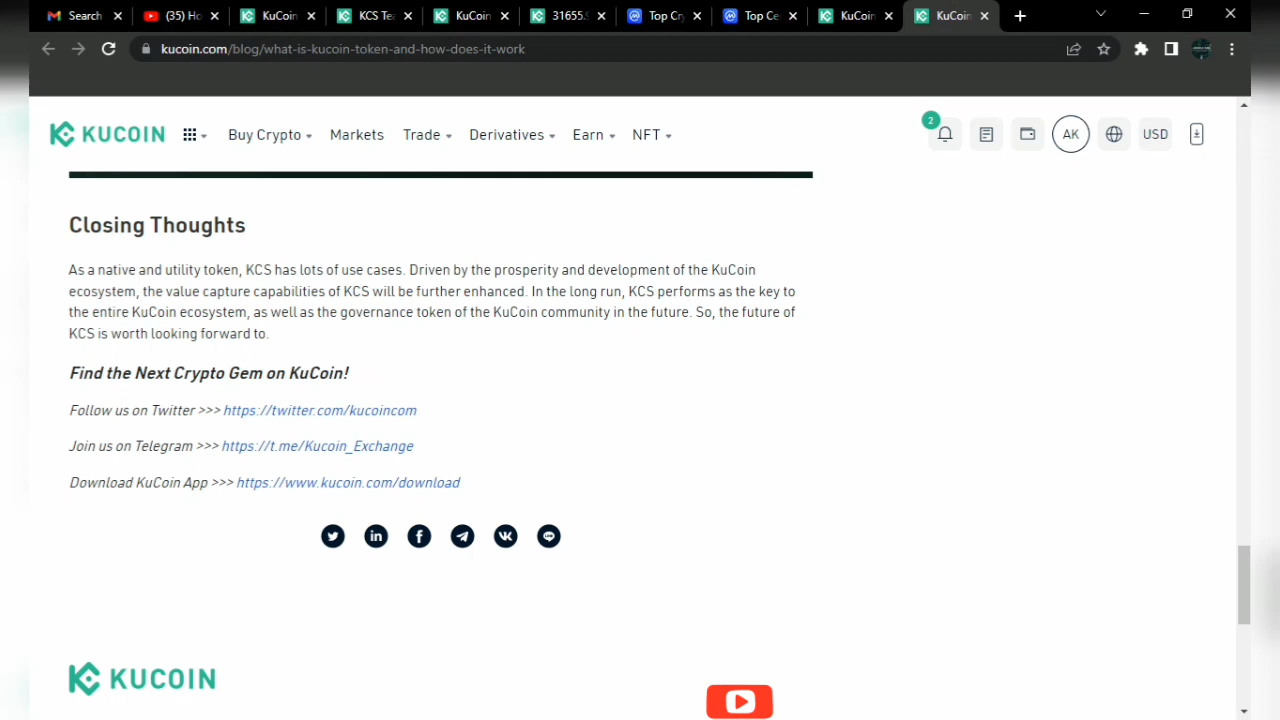 Search
(35) Ho
KuCoin
KCS Tea
KuCoin
31655.
Top Cry
Top Ce
KuCoin
KuCoin
kucoin.com/blog/what-is-kucoin-token-and-how-does-it-work
KUCOIN
Buy Crypto
Markets
Trade
Derivatives
Earn
NFT
2
AK
USD
Closing Thoughts
As a native and utility token, KCS has lots of use cases. Driven by the prosperity and development of the KuCoin
ecosystem, the value capture capabilities of KCS will be further enhanced. In the long run, KCS performs as the key to
the entire KuCoin ecosystem, as well as the governance token of the KuCoin community in the future. So, the future of
KCS is worth looking forward to.
Find the Next Crypto Gem on KuCoin!
Follow us on Twitter >>> https://twitter.com/kucoincom
Join us on Telegram >>> https://t.me/Kucoin_Exchange
Download KuCoin App >>> https://www.kucoin.com/download
KUCOIN